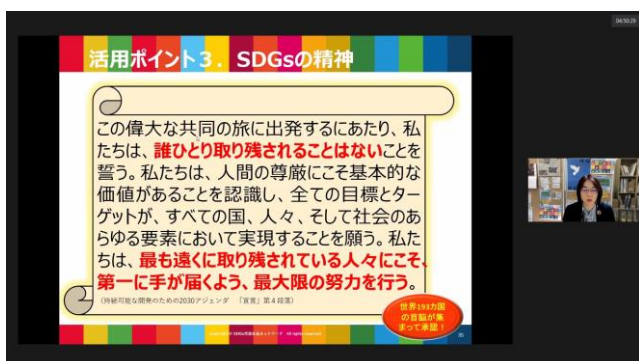 04:50:29
活用ポイント3．SDGsの精神
この偉大な共同の旅に出発するにあたり、私
たちは、誰ひとり取り残されることはないことを
誓う。私たちは、人間の尊厳にこそ基本的な
価値があることを認識し、全ての目標とター
ゲットが、すべての国、人々、そして社会のあ
らゆる要素において実現することを願う。私た
ちは、最も遠くに取り残されている人々にこそ、
第一に手が届くよう、最大限の努力を行う。
(持続可能な開発のための2030アジェンダ 「宣言」第4段落)
世界193カ国
の首脳が集
まって承認！
35